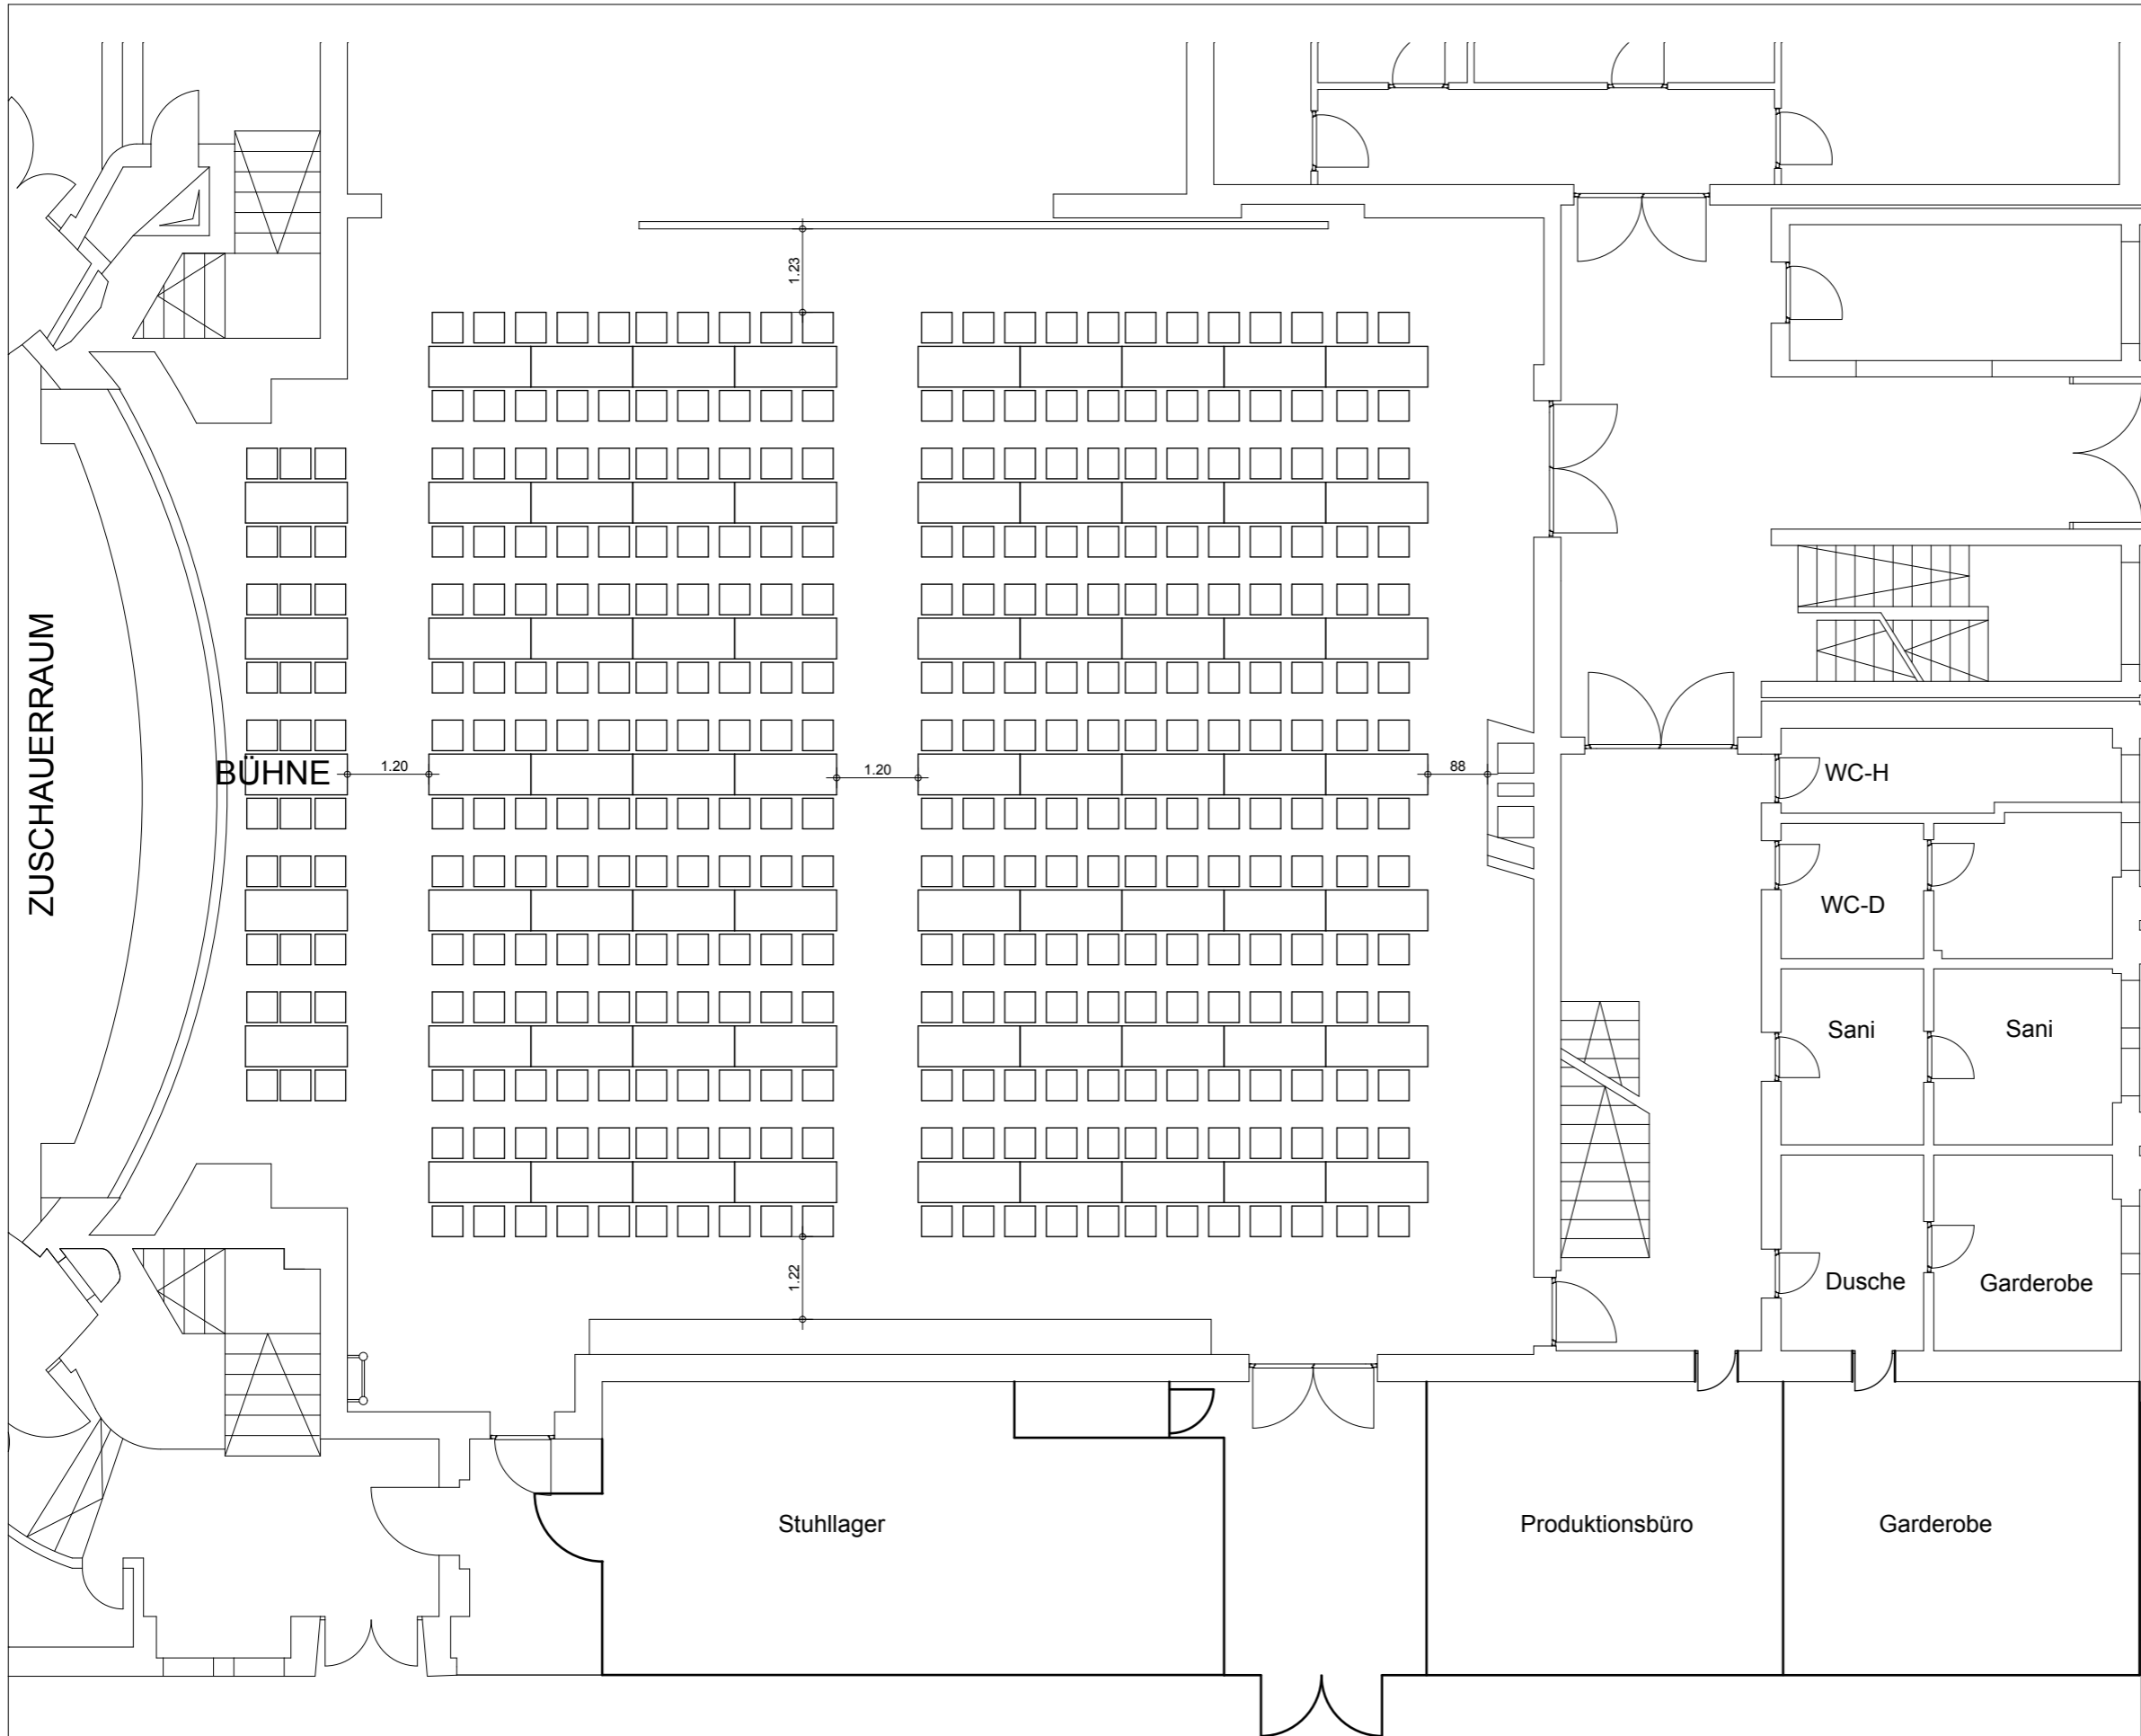 1.23
ZUSCHAUERRAUM
BÜHNE
1.20
1.20
88
WC-H
WC-D
Sani
Sani
1.22
Dusche
Garderobe
Stuhllager
Produktionsbüro
Garderobe